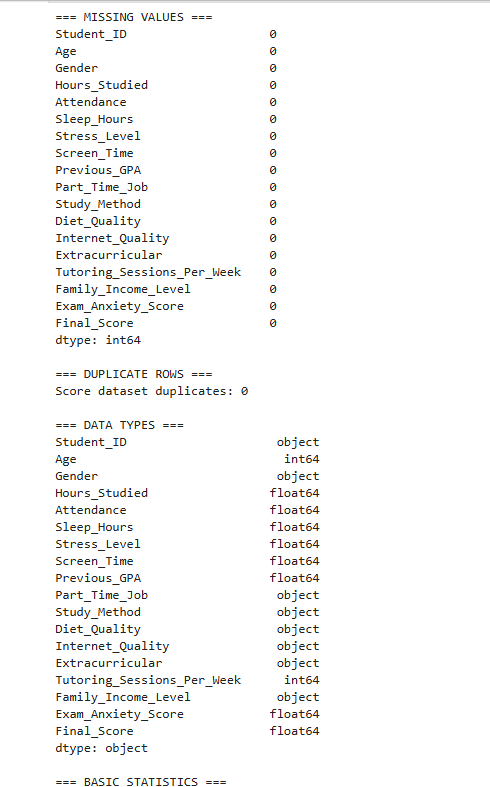 === MISSING VALUES ===
Student_ID 0
Age 0
Gender 0
Hours_Studied 0
Attendance 0
Sleep_Hours 0
Stress_Level 0
Screen_Time 0
Previous_GPA 0
Part_Time_Job 0
Study_Method 0
Diet_Quality 0
Internet_Quality 0
Extracurricular 0
Tutoring_Sessions_Per_Week 0
Family_Income_Level 0
Exam_Anxiety_Score 0
Final_Score 0
dtype: int64
=== DUPLICATE ROWS ===
Score dataset duplicates: 0
=== DATA TYPES ===
Student_ID object
Age int64
Gender object
Hours_Studied float64
Attendance float64
Sleep_Hours float64
Stress_Level float64
Screen_Time float64
Previous_GPA float64
Part_Time_Job object
Study_Method object
Diet_Quality object
Internet_Quality object
Extracurricular object
Tutoring_Sessions_Per_Week int64
Family_Income_Level object
Exam_Anxiety_Score float64
Final_Score float64
dtype: object
=== BASIC STATISTICS ===